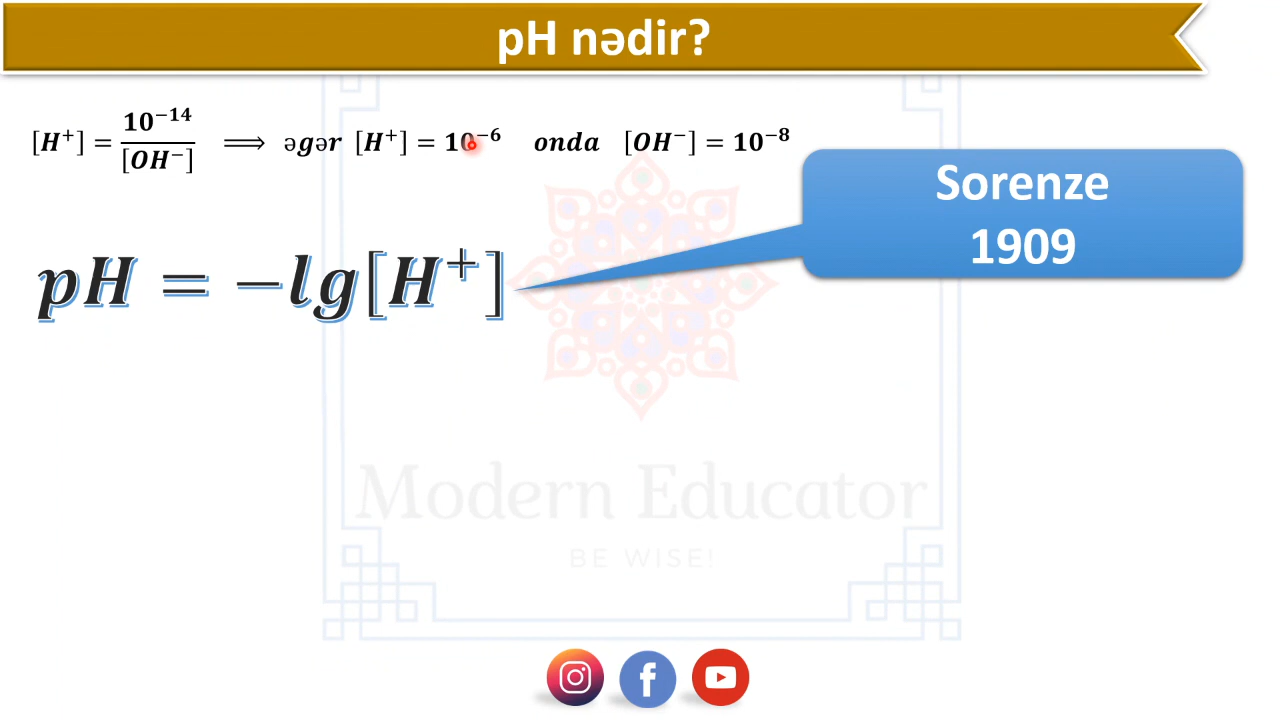 pH nədir?
[H⁺] = 10⁻¹⁴/[OH⁻] ⟹ əgər [H⁺] = 10⁻⁶ onda [OH⁻] = 10⁻⁸
Sorenze
1909
pH = −lg[H⁺]
Modern Educator
BE WISE!